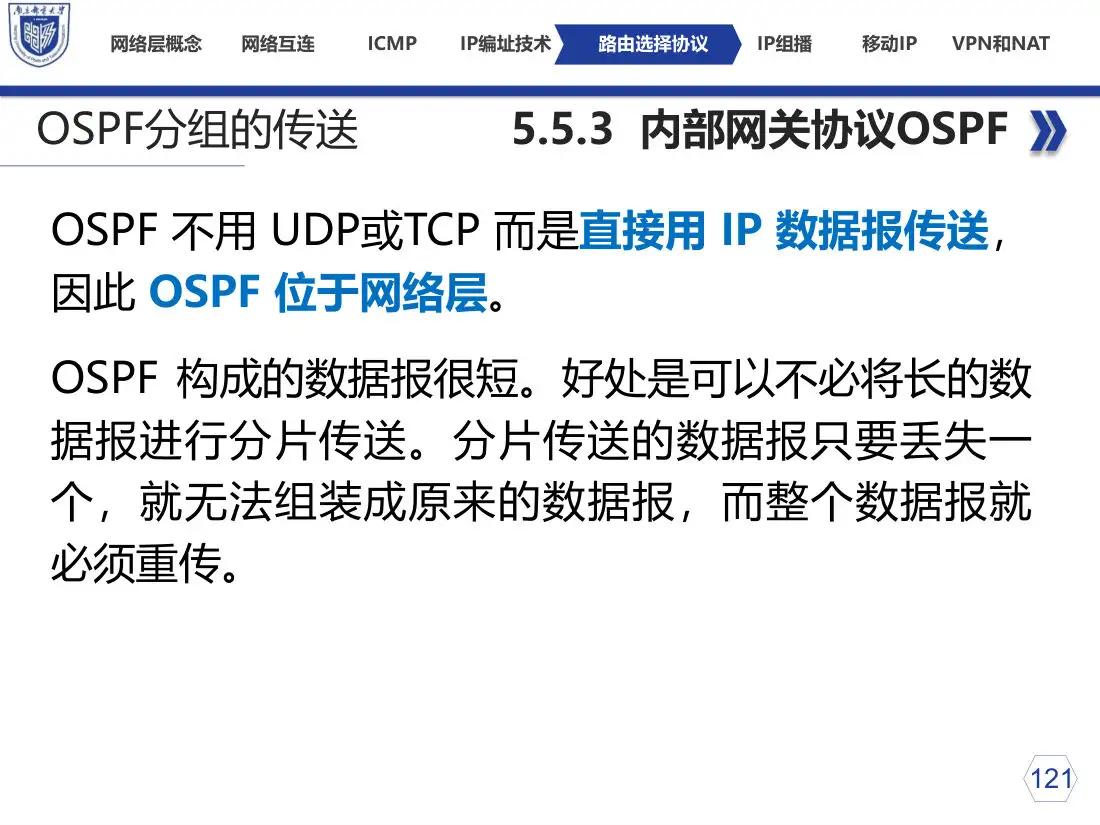 南京邮电大学
网络层概念 网络互连 ICMP IP编址技术 路由选择协议 IP组播 移动IP VPN和NAT
OSPF分组的传送 5.5.3 内部网关协议OSPF
OSPF 不用 UDP或TCP 而是直接用 IP 数据报传送，
因此 OSPF 位于网络层。
OSPF 构成的数据报很短。好处是可以不必将长的数
据报进行分片传送。分片传送的数据报只要丢失一
个，就无法组装成原来的数据报，而整个数据报就
必须重传。
121